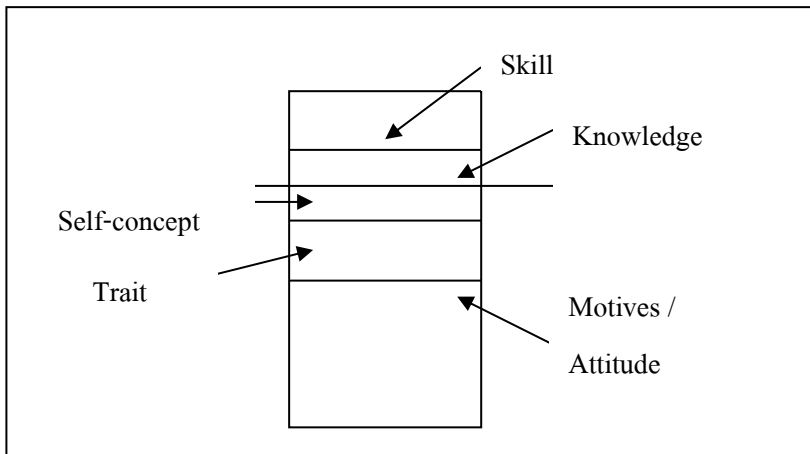 Skill
Knowledge
Self-concept
Trait
Motives /
Attitude